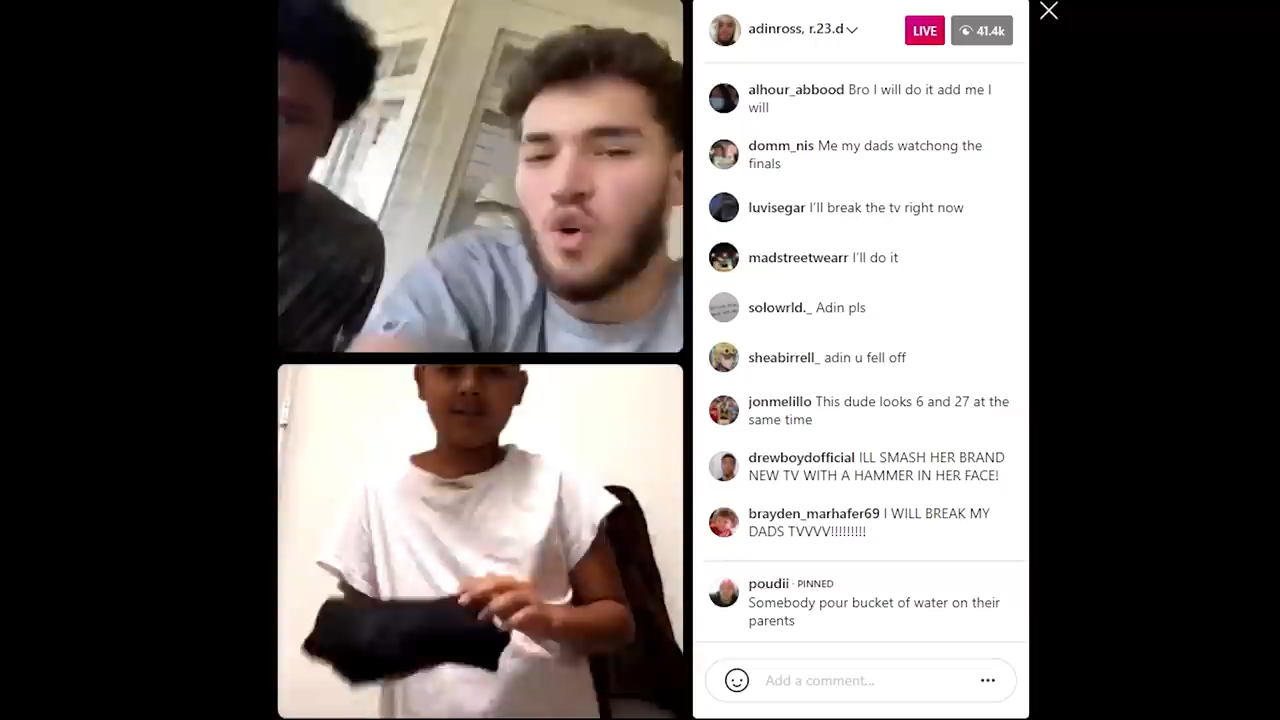 adinross, r.23.d
LIVE
41.4k
alhour_abbood Bro I will do it add me I
will
domm_nis Me my dads watchong the
finals
luvisegar I'll break the tv right now
madstreetwearr I'll do it
solowrld._ Adin pls
sheabirrell_ adin u fell off
jonmelillo This dude looks 6 and 27 at the
same time
drewboydofficial ILL SMASH HER BRAND
NEW TV WITH A HAMMER IN HER FACE!
brayden_marhafer69 I WILL BREAK MY
DADS TVVVV!!!!!!!!!
poudii · PINNED
Somebody pour bucket of water on their
parents
Add a comment...